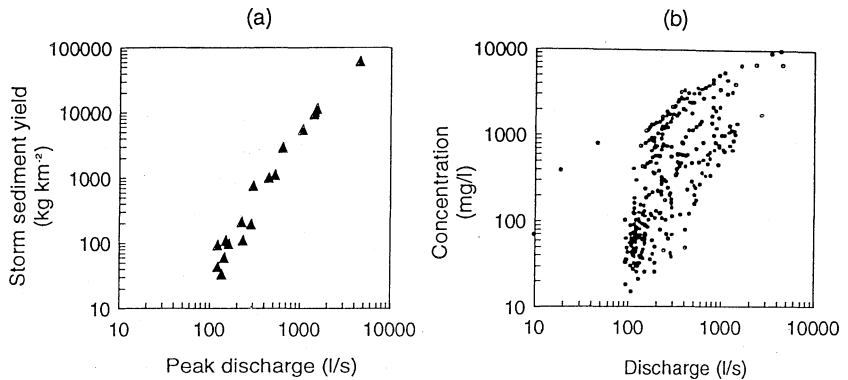 (a)
Storm sediment yield
(kg km-2)
100000
10000
1000
100
10
10
100
1000
10000
Peak discharge (l/s)
(b)
Concentration
(mg/l)
10000
1000
100
10
10
100
1000
10000
Discharge (l/s)